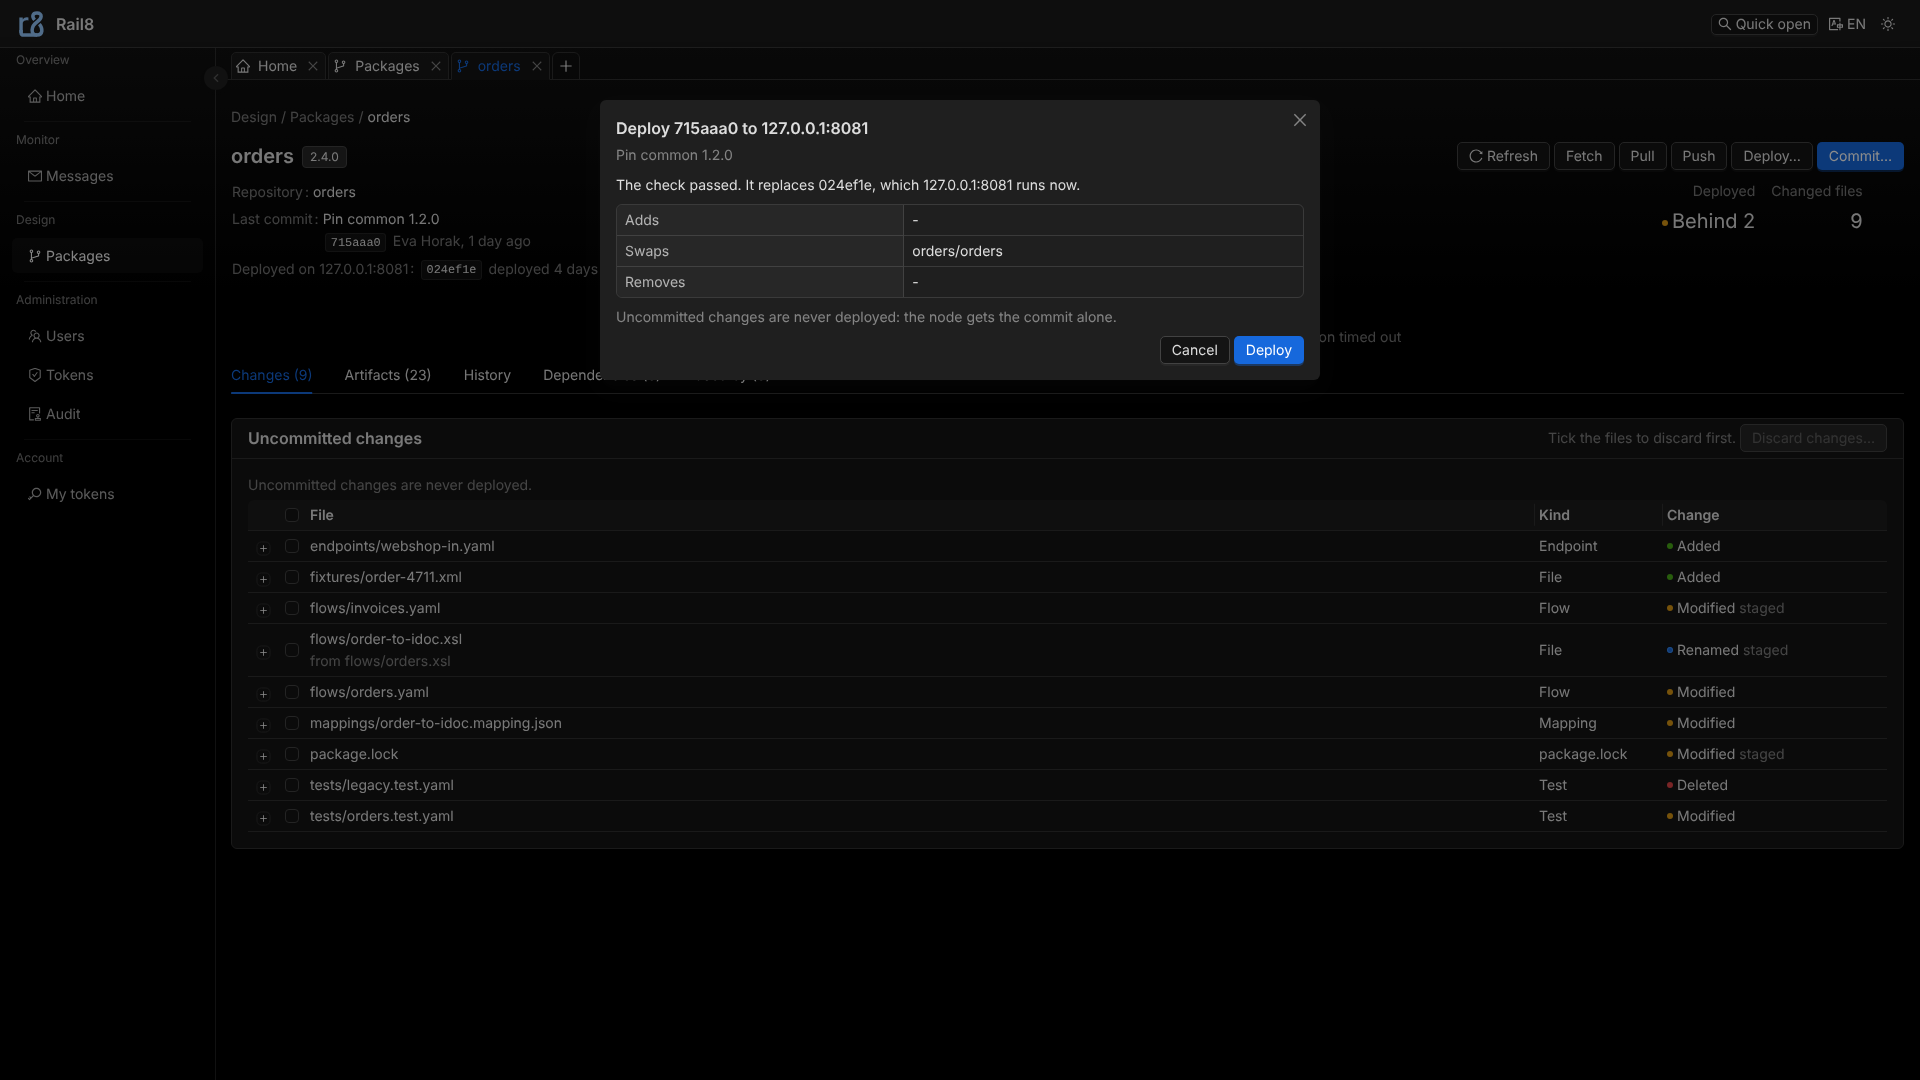 Rail8
Quick open
EN
Overview
Home
Monitor
Messages
Design
Packages
Administration
Users
Tokens
Audit
Account
My tokens
Home
Packages
orders
Design / Packages / orders
orders 2.4.0
Refresh
Fetch
Pull
Push
Deploy...
Commit...
Repository: orders
Last commit: Pin common 1.2.0
715aaa0 Eva Horak, 1 day ago
Deployed on 127.0.0.1:8081: 024ef1e deployed 4 days
Deployed
Behind 2
Changed files
9
on timed out
Deploy 715aaa0 to 127.0.0.1:8081
Pin common 1.2.0
The check passed. It replaces 024ef1e, which 127.0.0.1:8081 runs now.
Adds -
Swaps orders/orders
Removes -
Uncommitted changes are never deployed: the node gets the commit alone.
Cancel
Deploy
Changes (9)
Artifacts (23)
History
Uncommitted changes
Tick the files to discard first.
Discard changes...
Uncommitted changes are never deployed.
File Kind Change
endpoints/webshop-in.yaml Endpoint Added
fixtures/order-4711.xml File Added
flows/invoices.yaml Flow Modified staged
flows/order-to-idoc.xsl File Renamed staged
from flows/orders.xsl
flows/orders.yaml Flow Modified
mappings/order-to-idoc.mapping.json Mapping Modified
package.lock package.lock Modified staged
tests/legacy.test.yaml Test Deleted
tests/orders.test.yaml Test Modified